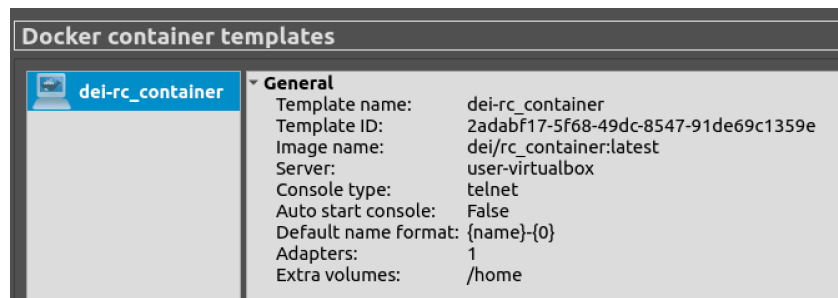 Docker container templates
dei-rc_container
General
Template name: dei-rc_container
Template ID: 2adabf17-5f68-49dc-8547-91de69c1359e
Image name: dei/rc_container:latest
Server: user-virtualbox
Console type: telnet
Auto start console: False
Default name format: {name}-{0}
Adapters: 1
Extra volumes: /home